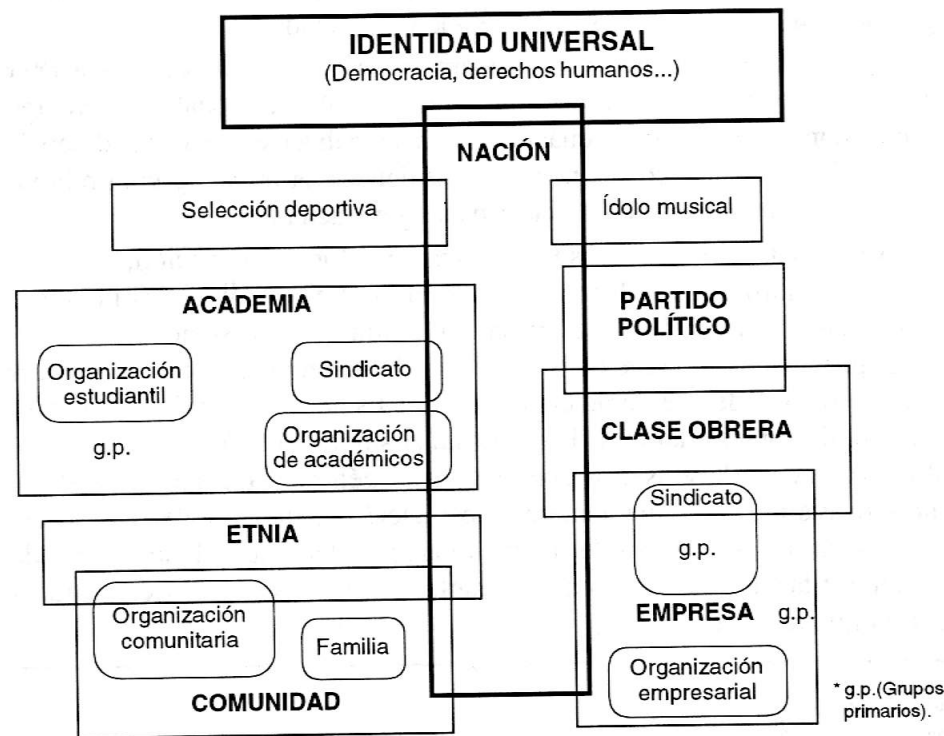 IDENTIDAD UNIVERSAL
(Democracia, derechos humanos...)
NACIÓN
Selección deportiva
Ídolo musical
ACADEMIA
Organización
estudiantil
g.p.
Sindicato
Organización
de académicos
PARTIDO
POLÍTICO
CLASE OBRERA
Sindicato
g.p.
EMPRESA
g.p.
Organización
empresarial
ETNIA
Organización
comunitaria
Familia
COMUNIDAD
* g.p.(Grupos
primarios).